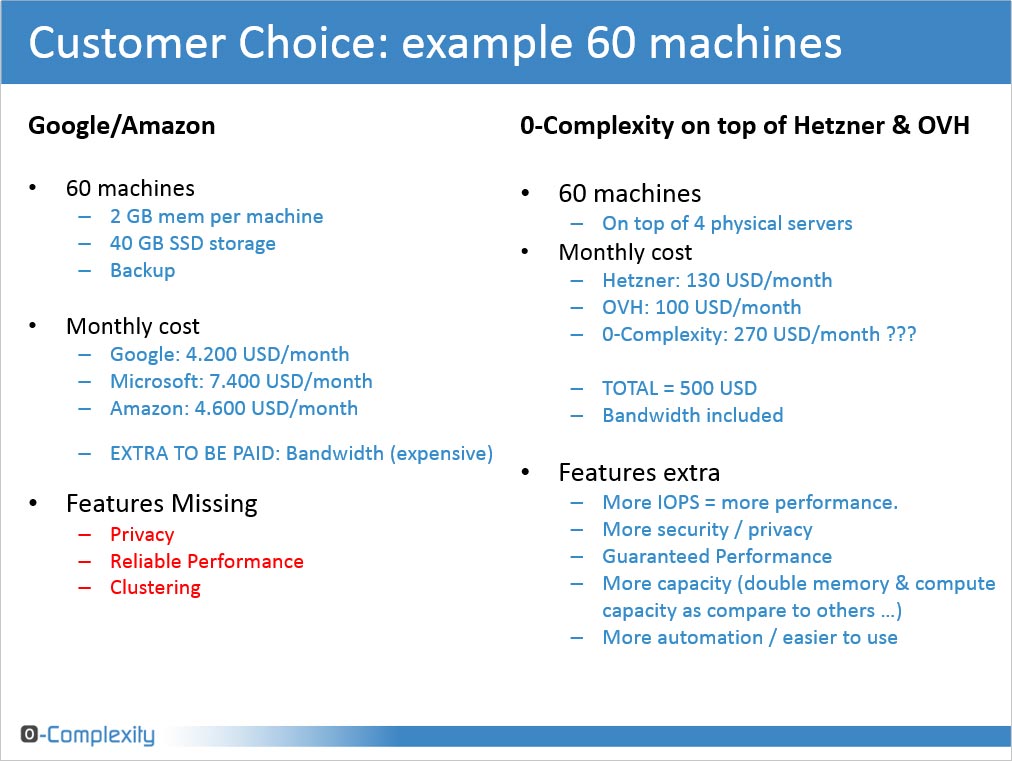 Customer Choice: example 60 machines
Google/Amazon
• 60 machines
– 2 GB mem per machine
– 40 GB SSD storage
– Backup
• Monthly cost
– Google: 4.200 USD/month
– Microsoft: 7.400 USD/month
– Amazon: 4.600 USD/month
– EXTRA TO BE PAID: Bandwidth (expensive)
• Features Missing
– Privacy
– Reliable Performance
– Clustering
0-Complexity on top of Hetzner & OVH
• 60 machines
– On top of 4 physical servers
• Monthly cost
– Hetzner: 130 USD/month
– OVH: 100 USD/month
– 0-Complexity: 270 USD/month ???
– TOTAL = 500 USD
– Bandwidth included
• Features extra
– More IOPS = more performance.
– More security / privacy
– Guaranteed Performance
– More capacity (double memory & compute
capacity as compare to others ...)
– More automation / easier to use
0-Complexity